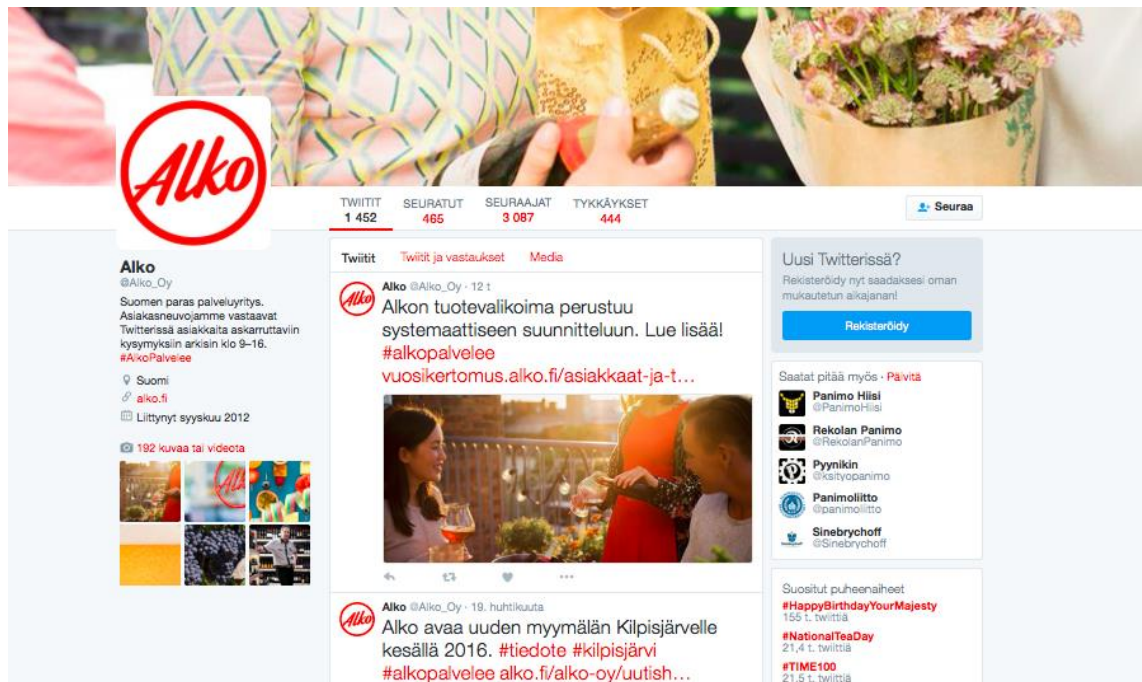 Alko
TWIITIT SEURATUT SEURAAJAT TYKKÄYKSET
1 452 465 3 087 444
Seuraa
Alko
@Alko_Oy
Suomen paras palveluyritys.
Asiakasneuvojamme vastaavat
Twitterissä asiakkaita askarruttaviin
kysymyksiin arkisin klo 9–16.
#AlkoPalvelee
Suomi
alko.fi
Liittynyt syyskuu 2012
192 kuvaa tai videota
Twiitit Twiitit ja vastaukset Media
Alko
Alko @Alko_Oy · 12 t
Alkon tuotevalikoima perustuu
systemaattiseen suunnitteluun. Lue lisää!
#alkopalvelee
vuosikertomus.alko.fi/asiakkaat-ja-t…
Alko
Alko @Alko_Oy · 19. huhtikuuta
Alko avaa uuden myymälän Kilpisjärvelle
kesällä 2016. #tiedote #kilpisjärvi
#alkopalvelee alko.fi/alko-oy/uutish…
Uusi Twitterissä?
Rekisteröidy nyt saadaksesi oman
mukautetun aikajanan!
Rekisteröidy
Saatat pitää myös · Päivitä
Panimo Hiisi
@PanimoHiisi
Rekolan Panimo
@RekolanPanimo
Pyynikin
@ksityopanimo
Panimoliitto
@panimoliitto
Sinebrychoff
@Sinebrychoff
Suositut puheenaiheet
#HappyBirthdayYourMajesty
155 t. twiittiä
#NationalTeaDay
21,4 t. twiittiä
#TIME100
21,5 t. twiittiä